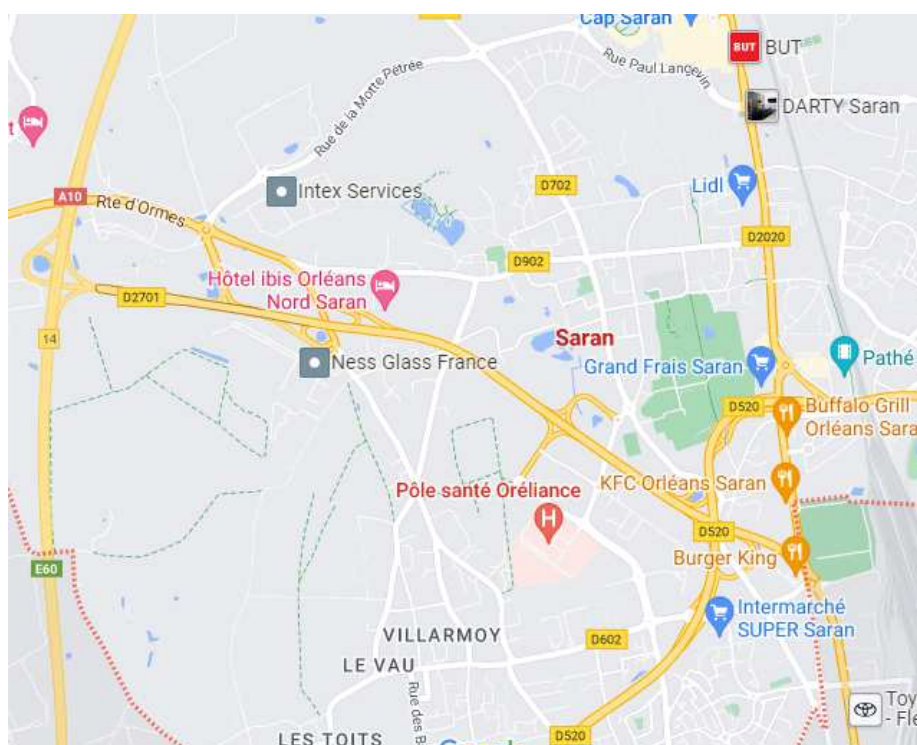 Cap Saran
BUT
BUT
Rue Paul Langevin
DARTY Saran
Rue de la Motte Pétrée
A10
Rte d'Ormes
Intex Services
D702
Lidl
D2020
D902
Hôtel ibis Orléans
Nord Saran
D2701
14
Saran
Ness Glass France
Grand Frais Saran
Pathé
D520
Buffalo Grill
Orléans Sara
Pôle santé Oréliance
H
KFC Orléans Saran
D520
Burger King
E60
Intermarché
SUPER Saran
VILLARMOY
D602
LE VAU
Rue des B
Toy
- Fle
LES TOITS
D520